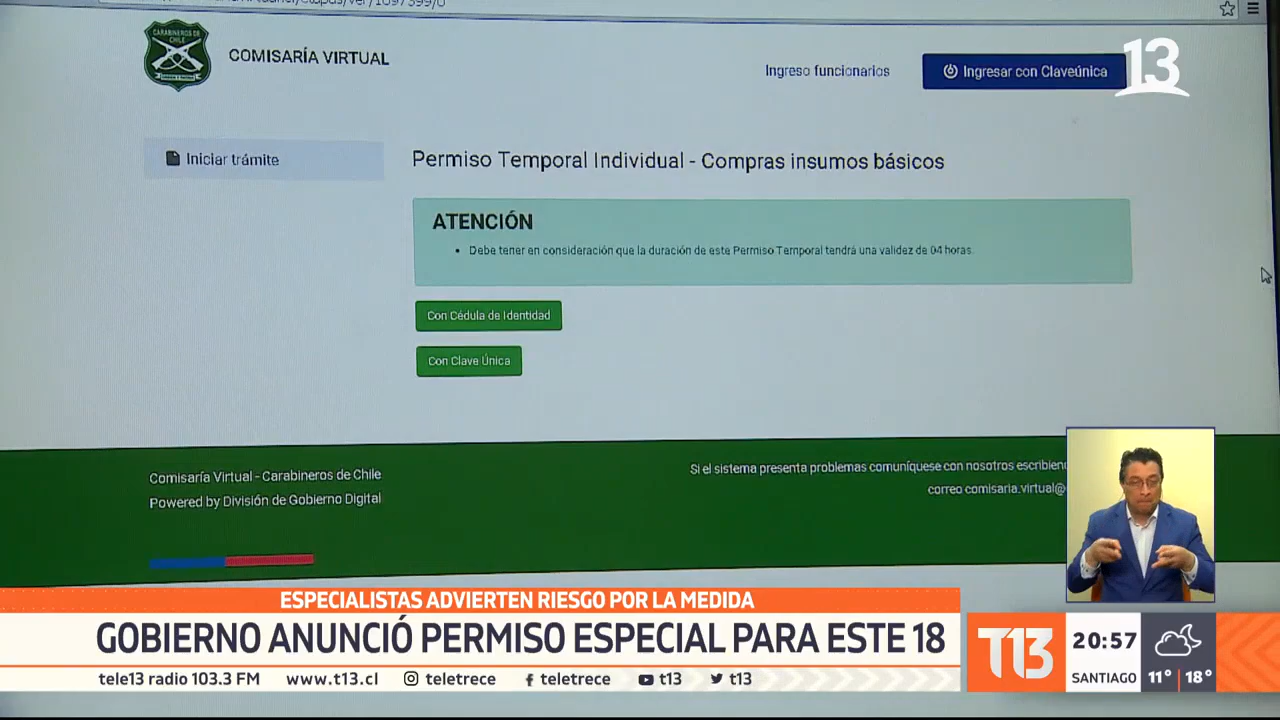 CARABINEROS DE
CHILE
COMISARÍA VIRTUAL
Ingreso funcionarios
Ingresar con Claveúnica
13
Iniciar trámite
Permiso Temporal Individual - Compras insumos básicos
ATENCIÓN
• Debe tener en consideración que la duración de este Permiso Temporal tendrá una validez de 04 horas.
Con Cédula de Identidad
Con Clave Única
Comisaría Virtual - Carabineros de Chile
Powered by División de Gobierno Digital
Si el sistema presenta problemas comuníquese con nosotros
correo comisaria.virtual@
ESPECIALISTAS ADVIERTEN RIESGO POR LA MEDIDA
GOBIERNO ANUNCIÓ PERMISO ESPECIAL PARA ESTE 18
tele13 radio 103.3 FM www.t13.cl teletrece teletrece t13 t13
T13
20:57
SANTIAGO
11° 18°